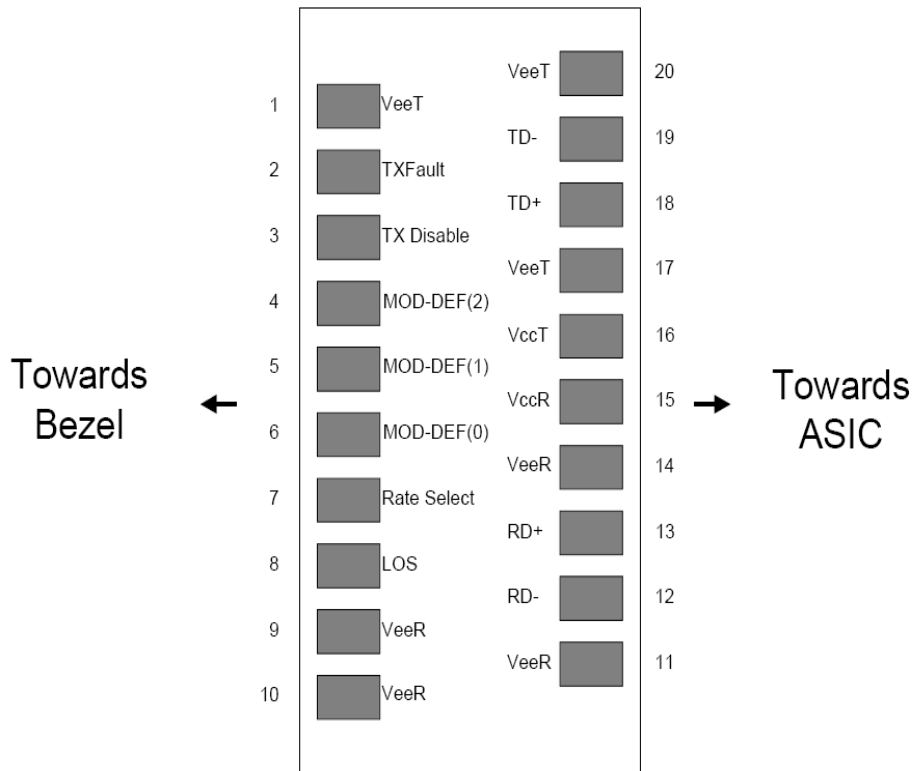 VeeT 20
1 VeeT
TD- 19
2 TXFault
TD+ 18
3 TX Disable
VeeT 17
4 MOD-DEF(2)
VccT 16
5 MOD-DEF(1)
Towards
Bezel
VccR 15
Towards
ASIC
6 MOD-DEF(0)
VeeR 14
7 Rate Select
RD+ 13
8 LOS
RD- 12
9 VeeR
VeeR 11
10 VeeR